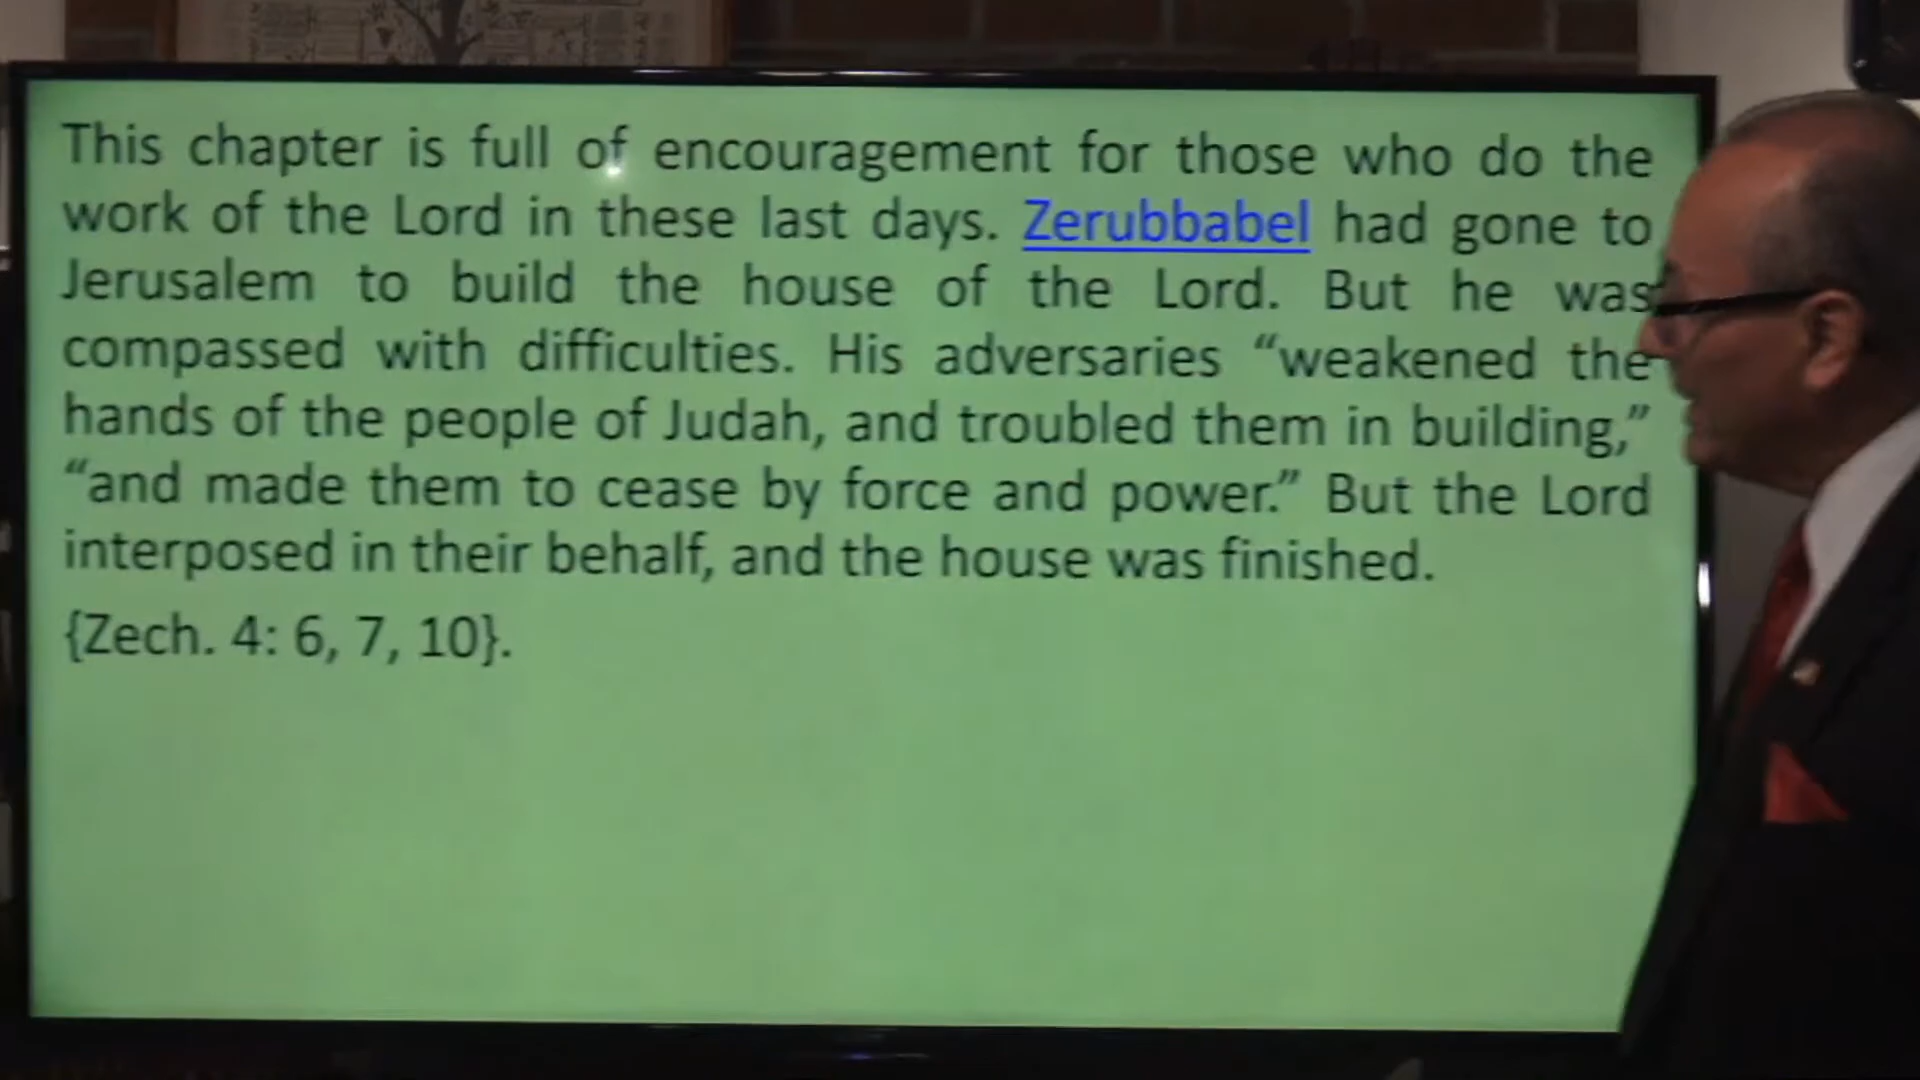 This chapter is full of encouragement for those who do the
work of the Lord in these last days. Zerubbabel had gone to
Jerusalem to build the house of the Lord. But he was
compassed with difficulties. His adversaries “weakened the
hands of the people of Judah, and troubled them in building,”
“and made them to cease by force and power.” But the Lord
interposed in their behalf, and the house was finished.
{Zech. 4: 6, 7, 10}.